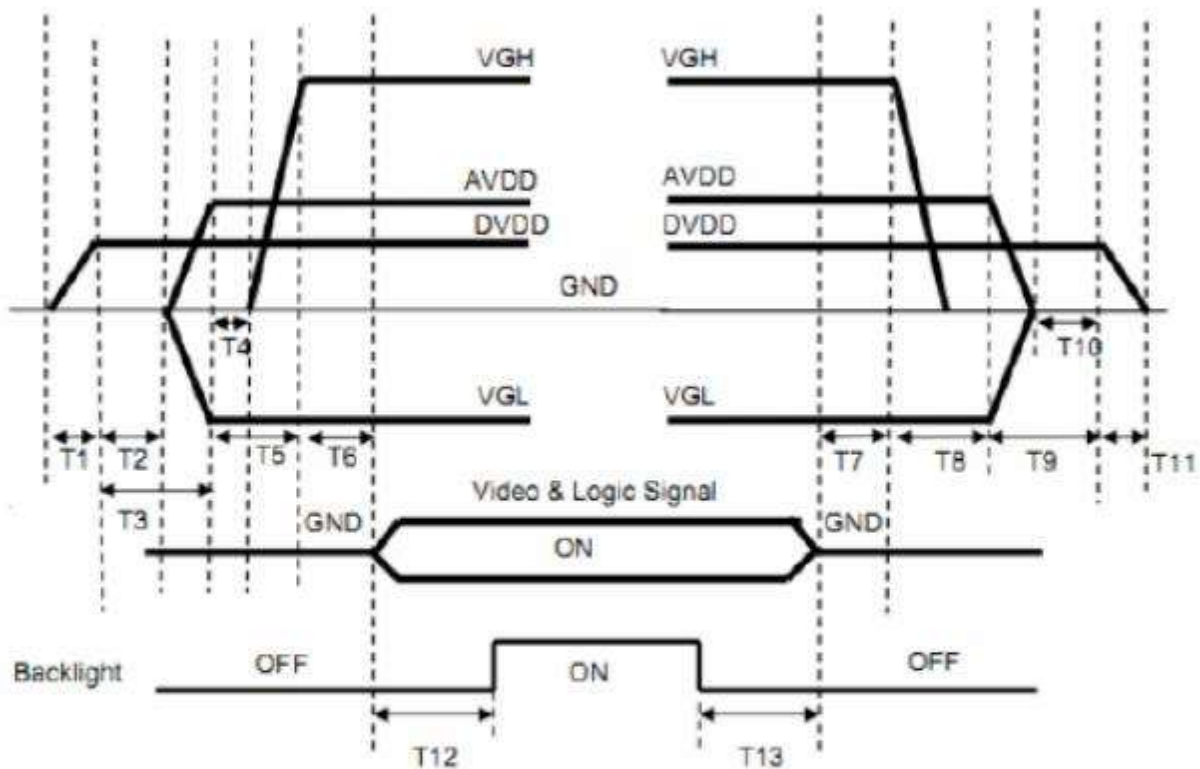 VGH VGH
AVDD AVDD
DVDD DVDD
GND
T4 T10
VGL VGL
T1 T2 T5 T6 T7 T8 T9 T11
T3
Video & Logic Signal
GND GND
ON
Backlight OFF ON OFF
T12 T13